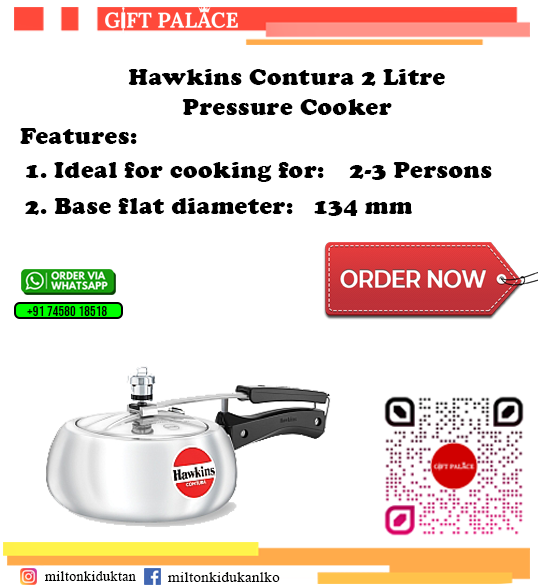 GIFT PALACE
Hawkins Contura 2 Litre
Pressure Cooker
Features:
1. Ideal for cooking for: 2-3 Persons
2. Base flat diameter: 134 mm
ORDER VIA
WHATSAPP
+91 74580 18518
ORDER NOW
Hawkins
Hawkins
CONTURA
GIFT PALACE
miltonkiduktan
miltonkidukanlko